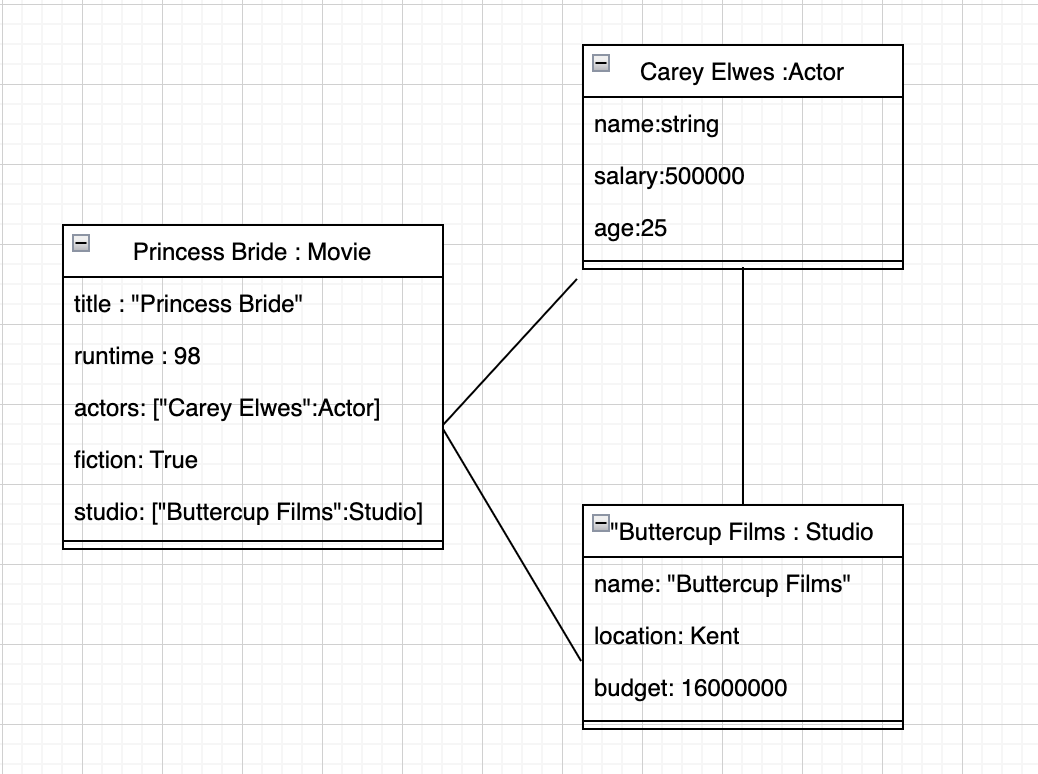 Carey Elwes :Actor
name:string
salary:500000
age:25
Princess Bride : Movie
title : "Princess Bride"
runtime : 98
actors: ["Carey Elwes":Actor]
fiction: True
studio: ["Buttercup Films":Studio]
"Buttercup Films : Studio
name: "Buttercup Films"
location: Kent
budget: 16000000